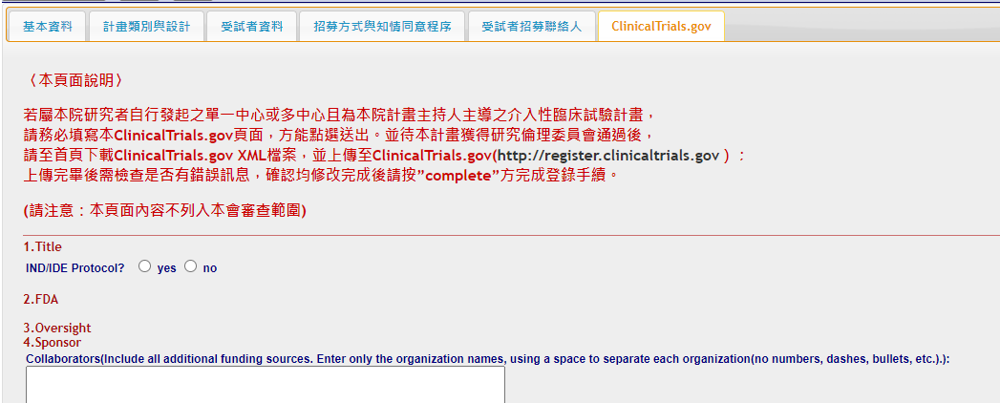 基本資料 計畫類別與設計 受試者資料 招募方式與知情同意程序 受試者招募聯絡人 ClinicalTrials.gov
〈本頁面說明〉
若屬本院研究者自行發起之單一中心或多中心且為本院計畫主持人主導之介入性臨床試驗計畫，
請務必填寫本ClinicalTrials.gov頁面，方能點選送出。並待本計畫獲得研究倫理委員會通過後，
請至首頁下載ClinicalTrials.gov XML檔案，並上傳至ClinicalTrials.gov(http://register.clinicaltrials.gov ) ；
上傳完畢後需檢查是否有錯誤訊息，確認均修改完成後請按”complete”方完成登錄手續。
(請注意：本頁面內容不列入本會審查範圍)
1.Title
IND/IDE Protocol? yes no
2.FDA
3.Oversight
4.Sponsor
Collaborators(Include all additional funding sources. Enter only the organization names, using a space to separate each organization(no numbers, dashes, bullets, etc.).):